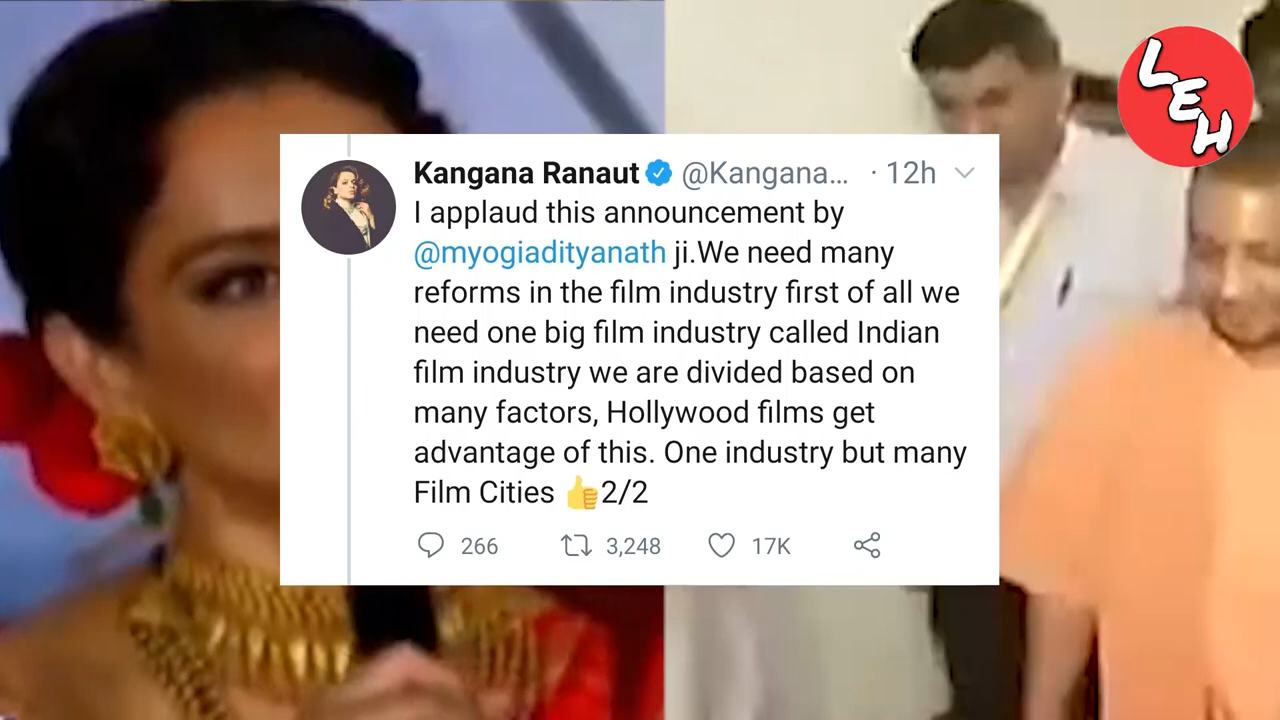 LEH
Kangana Ranaut @Kangana... · 12h
I applaud this announcement by
@myogiadityanath ji.We need many
reforms in the film industry first of all we
need one big film industry called Indian
film industry we are divided based on
many factors, Hollywood films get
advantage of this. One industry but many
Film Cities 👍2/2
266 3,248 17K